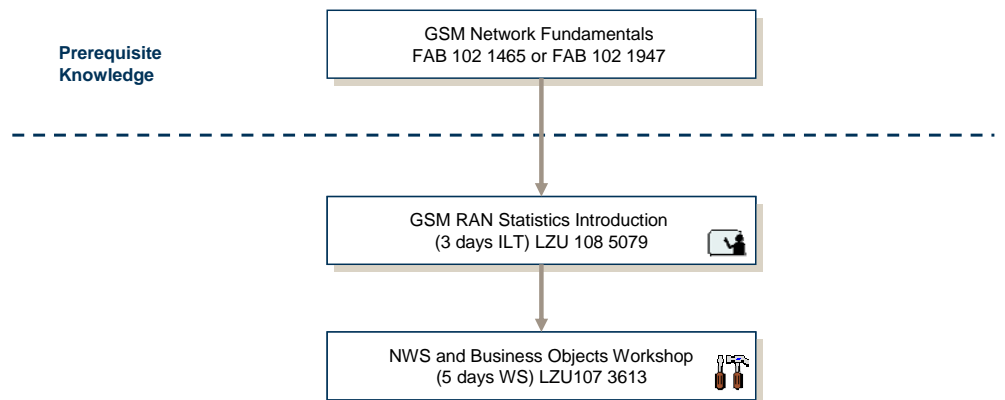 GSM Network Fundamentals
FAB 102 1465 or FAB 102 1947
Prerequisite
Knowledge
GSM RAN Statistics Introduction
(3 days ILT) LZU 108 5079
NWS and Business Objects Workshop
(5 days WS) LZU107 3613